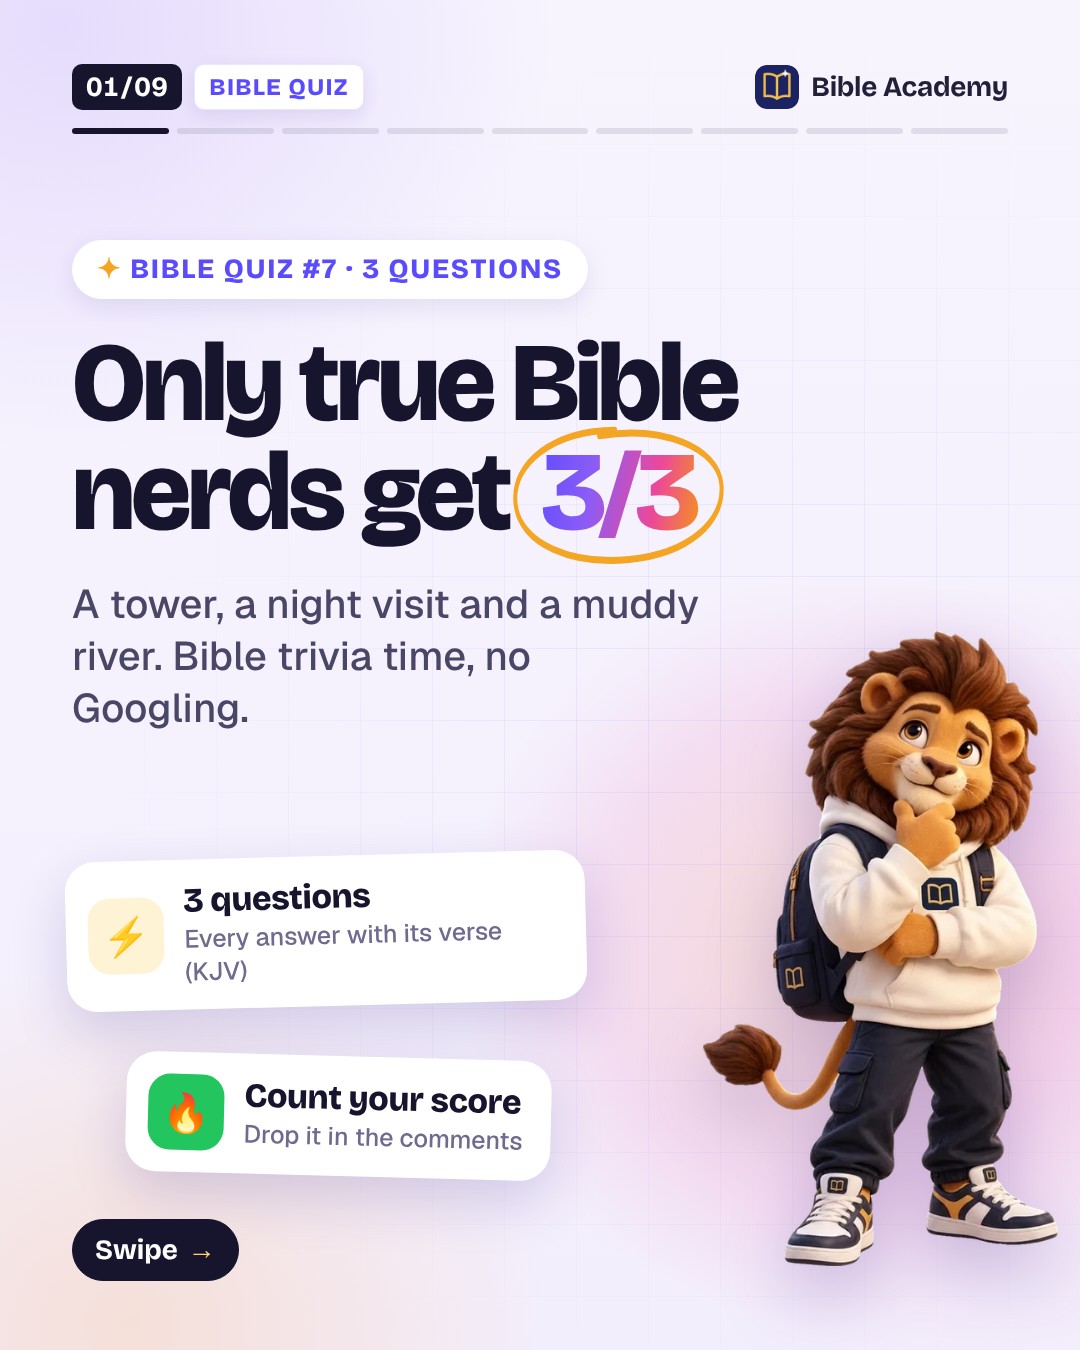 01/09
BIBLE QUIZ
Bible Academy
✦ BIBLE QUIZ #7 · 3 QUESTIONS
Only true Bible
nerds get 3/3
A tower, a night visit and a muddy
river. Bible trivia time, no
Googling.
3 questions
Every answer with its verse
(KJV)
Count your score
Drop it in the comments
Swipe →